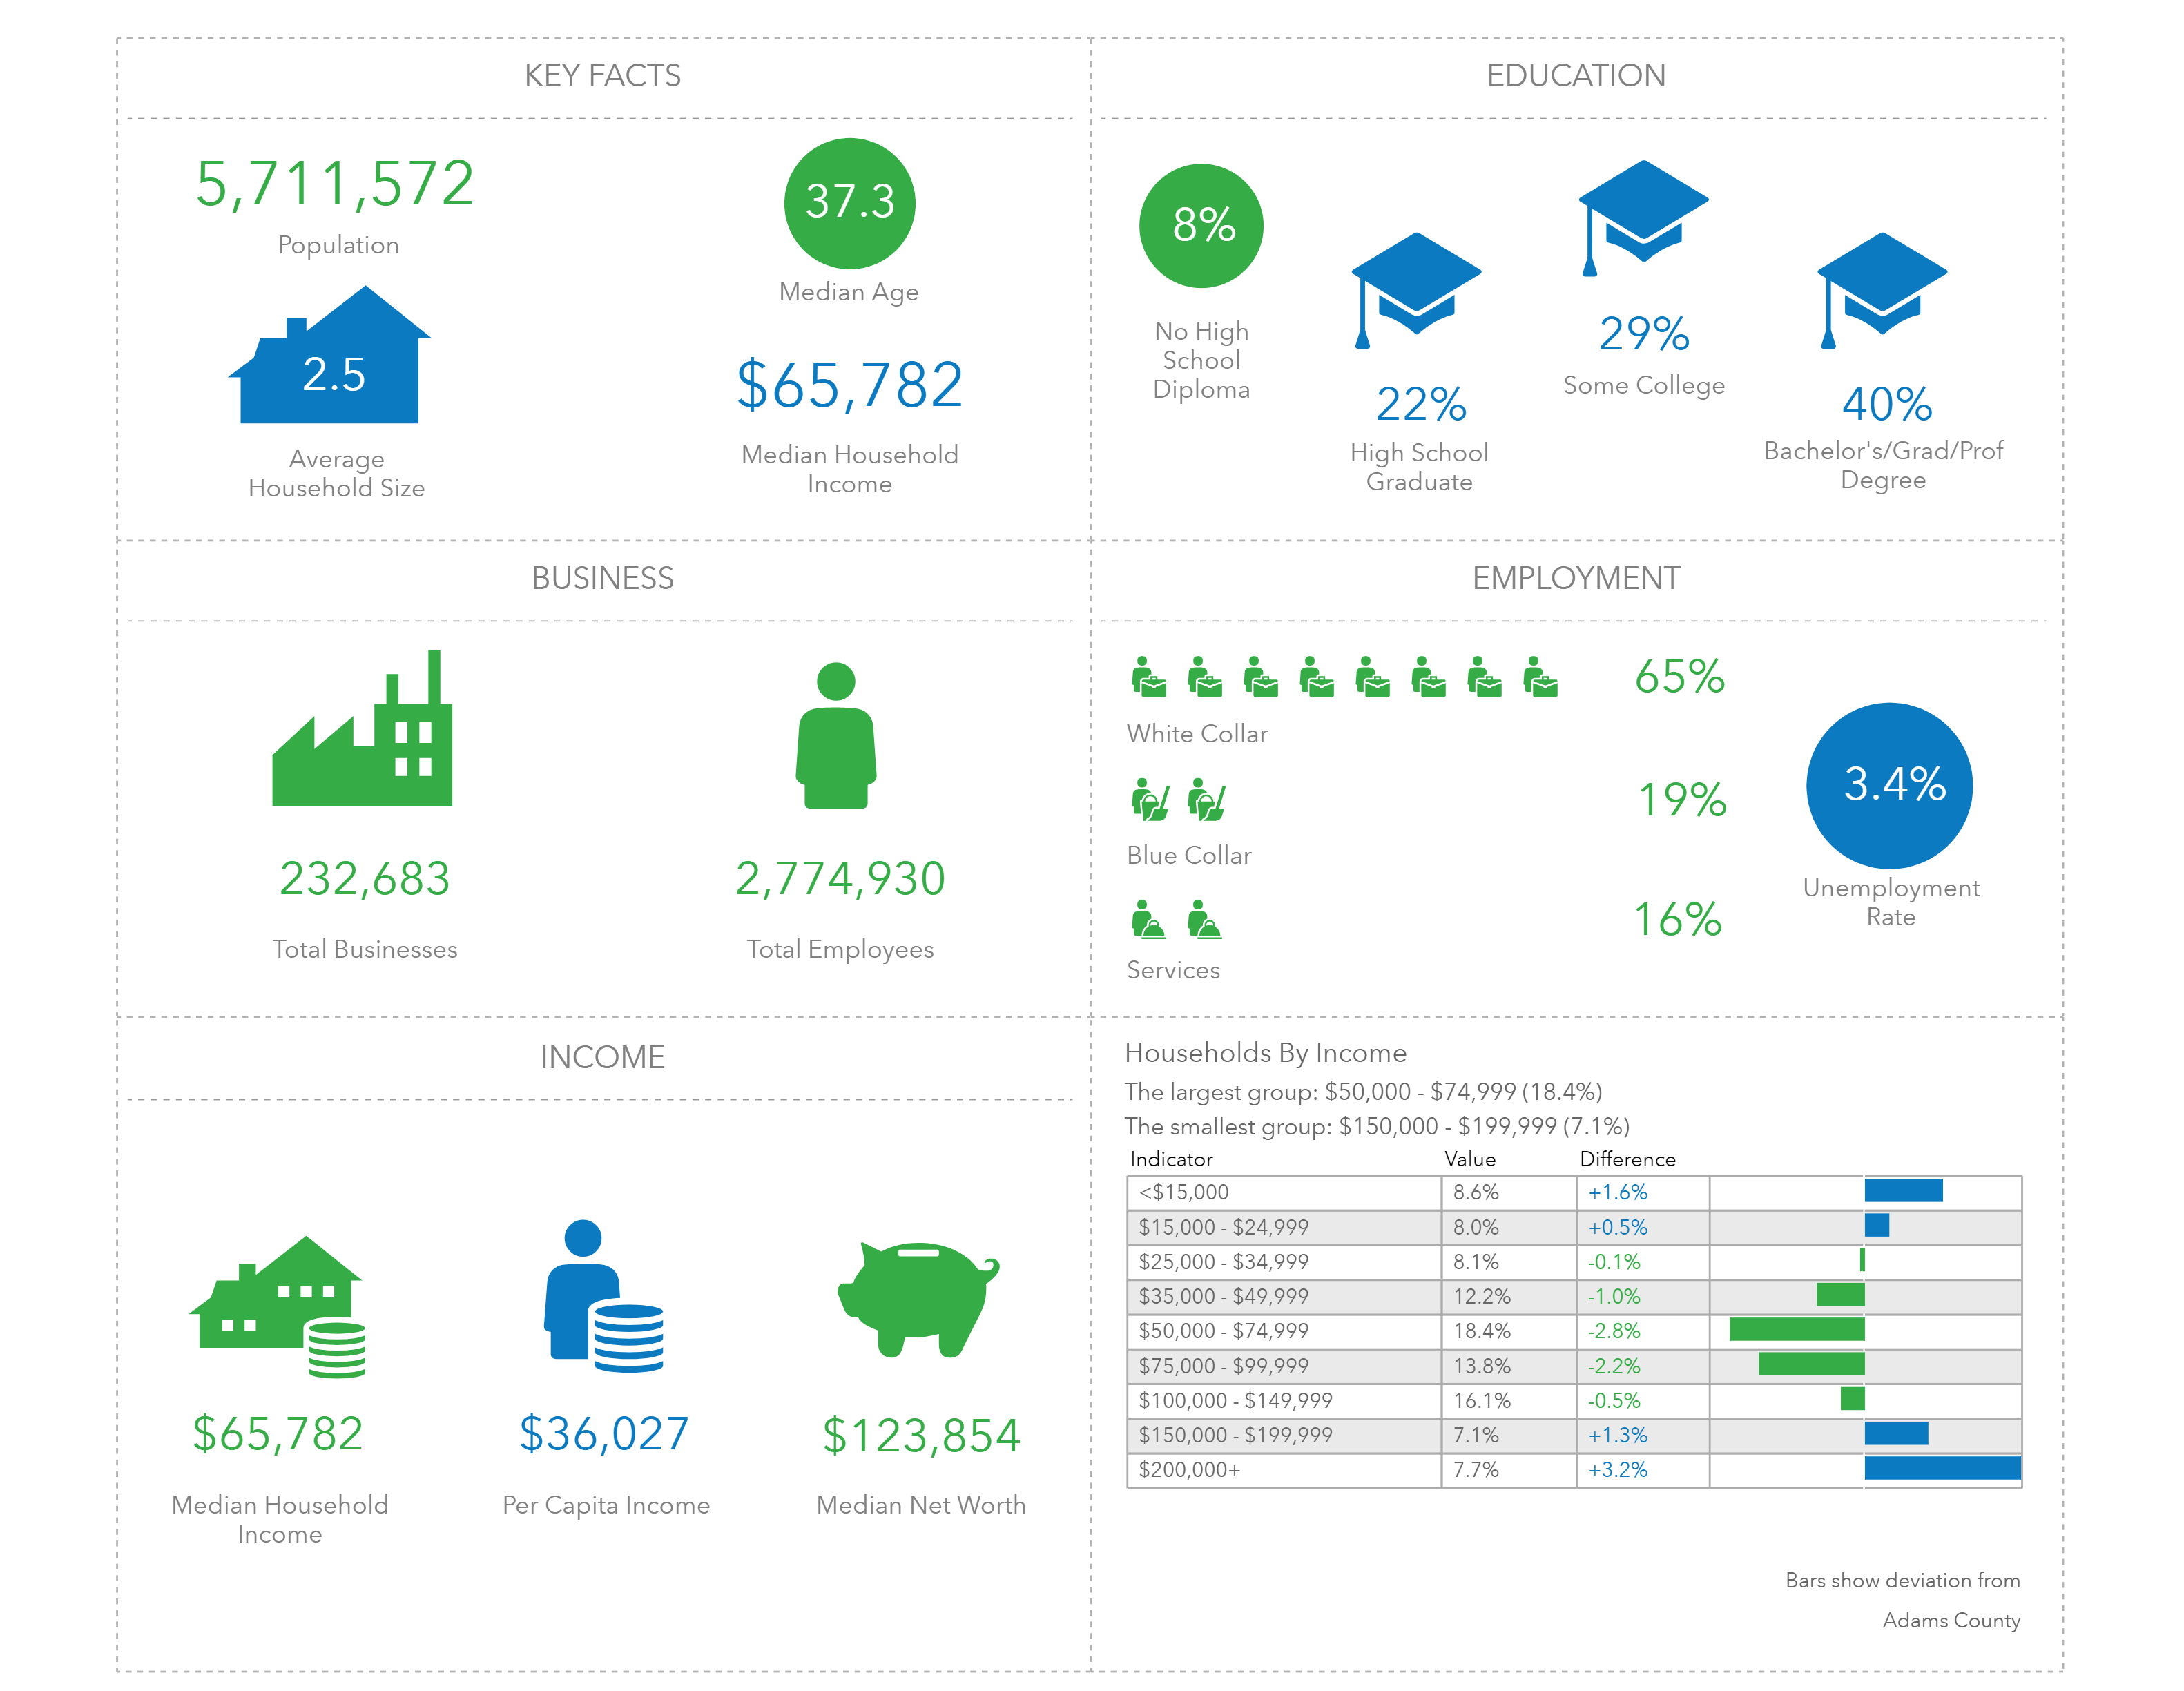 KEY FACTS
5,711,572
Population
37.3
Median Age
2.5
Average
Household Size
$65,782
Median Household
Income
EDUCATION
8%
No High
School
Diploma
22%
High School
Graduate
29%
Some College
40%
Bachelor's/Grad/Prof
Degree
BUSINESS
232,683
Total Businesses
2,774,930
Total Employees
EMPLOYMENT
65%
White Collar
19%
Blue Collar
16%
Services
3.4%
Unemployment
Rate
INCOME
$65,782
Median Household
Income
$36,027
Per Capita Income
$123,854
Median Net Worth
Households By Income
The largest group: $50,000 - $74,999 (18.4%)
The smallest group: $150,000 - $199,999 (7.1%)
Indicator Value Difference
<$15,000 8.6% +1.6%
$15,000 - $24,999 8.0% +0.5%
$25,000 - $34,999 8.1% -0.1%
$35,000 - $49,999 12.2% -1.0%
$50,000 - $74,999 18.4% -2.8%
$75,000 - $99,999 13.8% -2.2%
$100,000 - $149,999 16.1% -0.5%
$150,000 - $199,999 7.1% +1.3%
$200,000+ 7.7% +3.2%
Bars show deviation from
Adams County